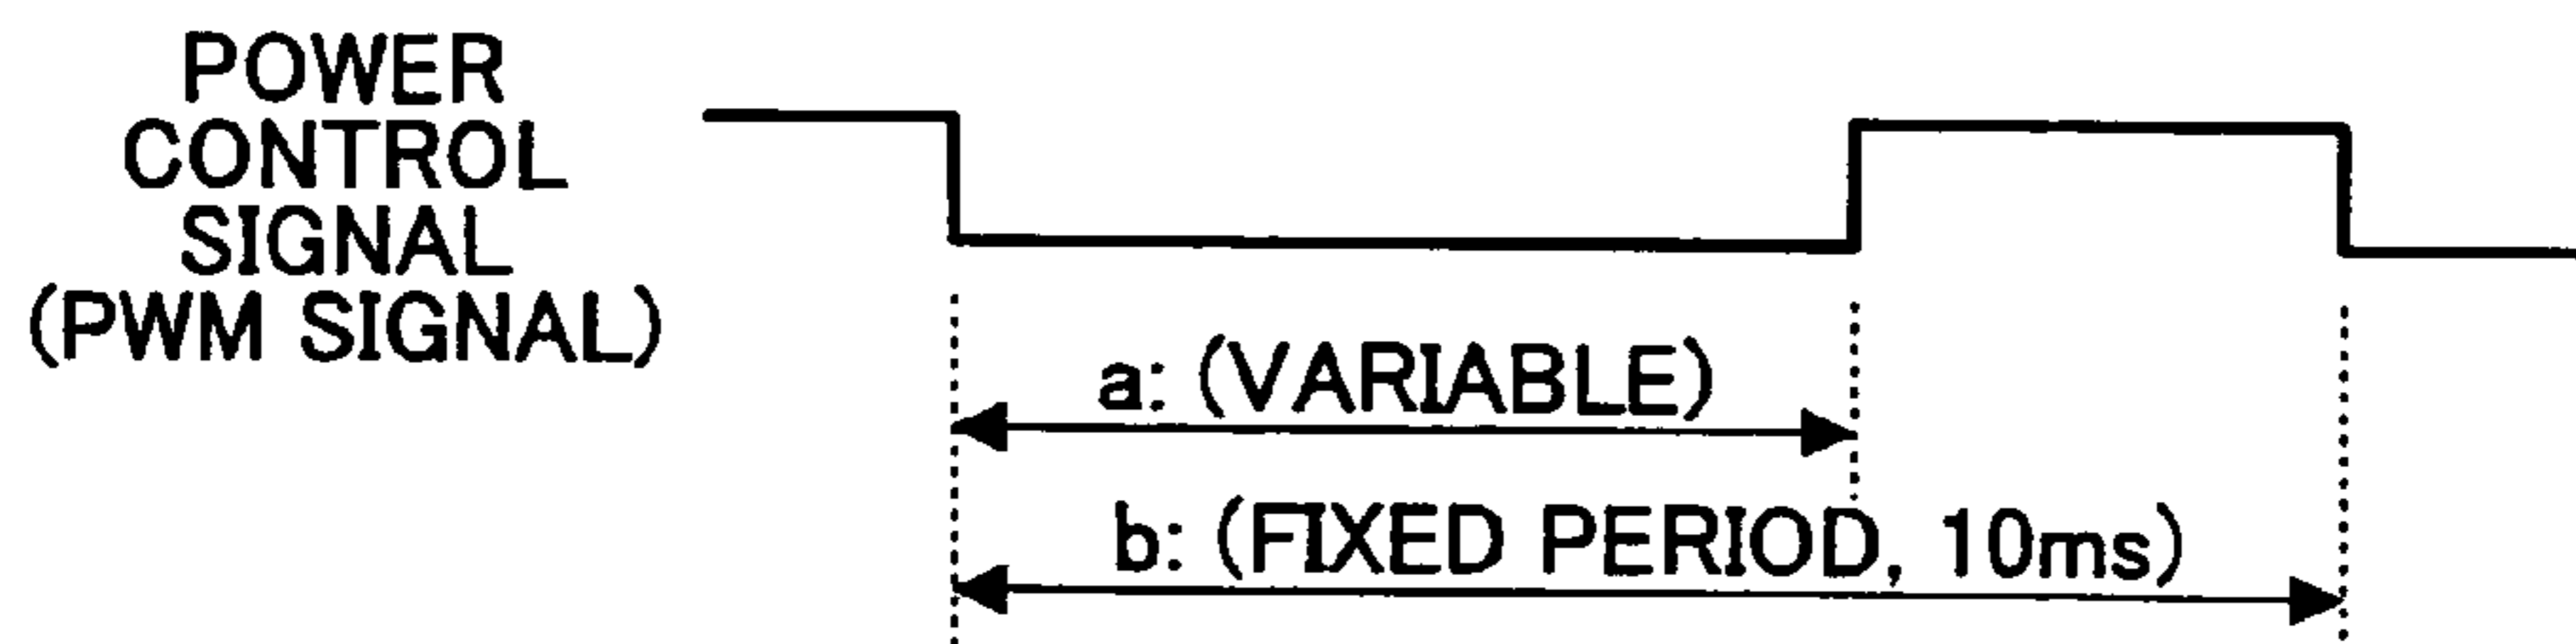 POWER
CONTROL
SIGNAL
(PWM SIGNAL)
a: (VARIABLE)
b: (FIXED PERIOD, 10ms)